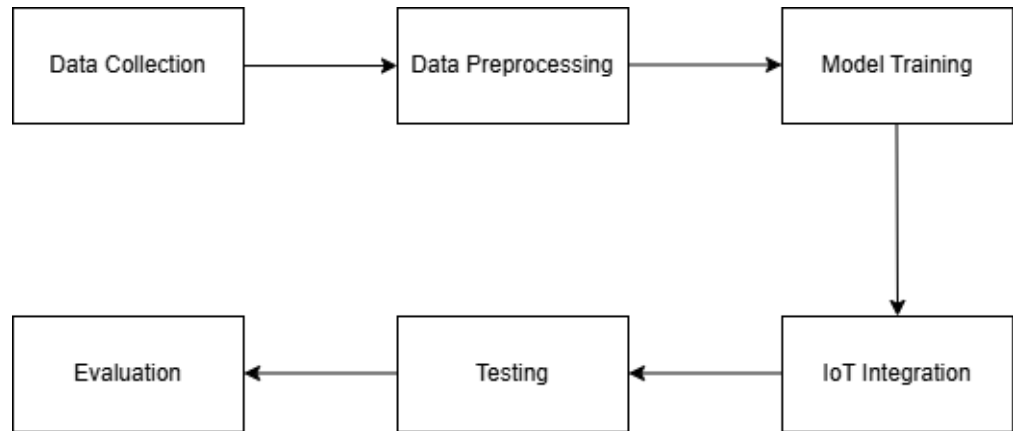 Data Collection
Data Preprocessing
Model Training
Evaluation
Testing
IoT Integration